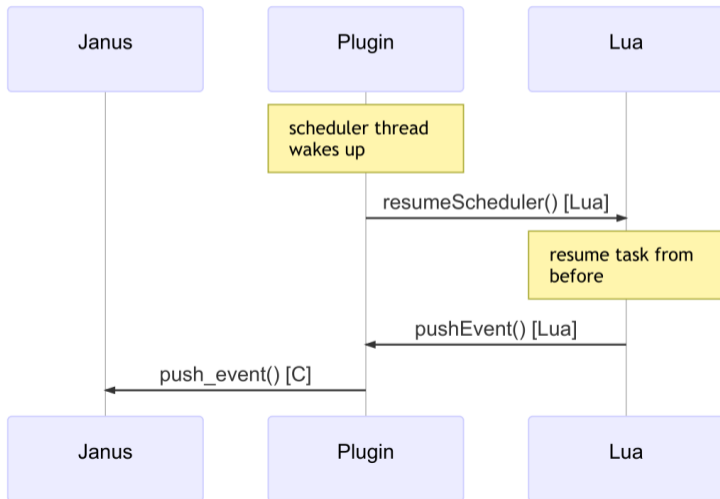 Janus
Plugin
Lua
scheduler thread
wakes up
resumeScheduler() [Lua]
resume task from
before
pushEvent() [Lua]
push_event() [C]
Janus
Plugin
Lua